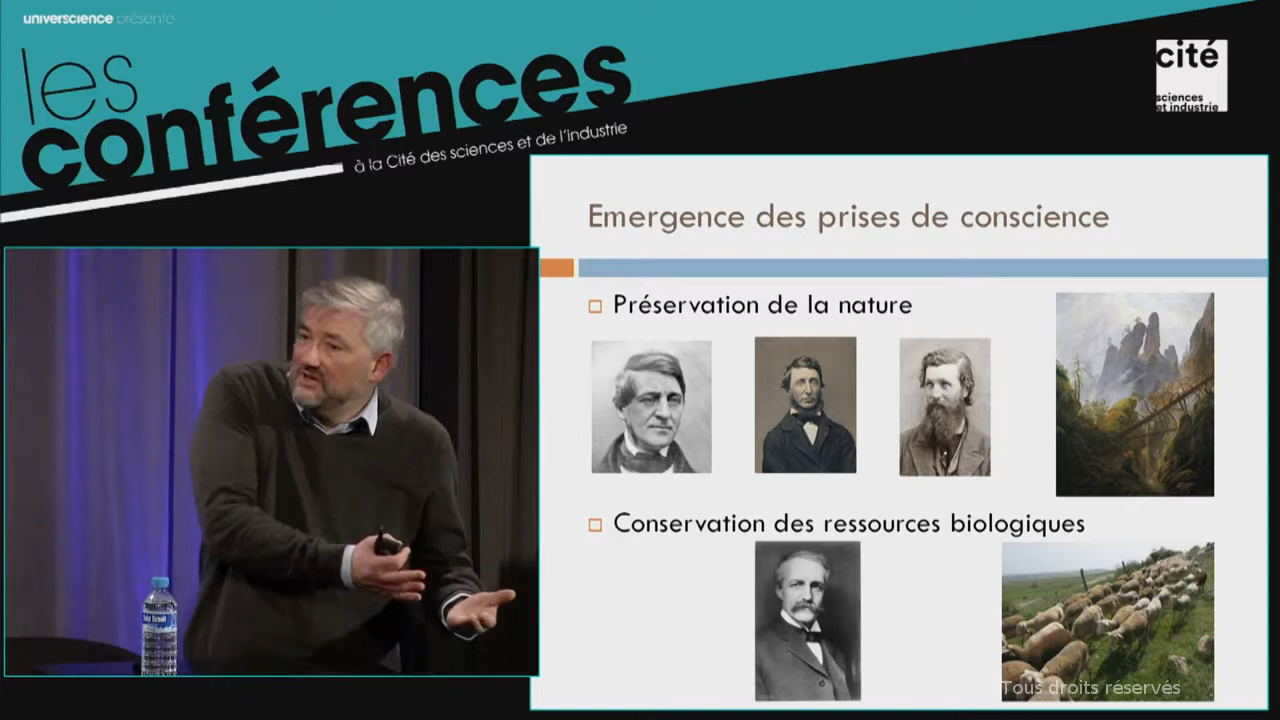 universcience présente
les
conférences
à la Cité des sciences et de l'industrie
cité
sciences
et industrie
Emergence des prises de conscience
Préservation de la nature
Conservation des ressources biologiques
Tous droits réservés